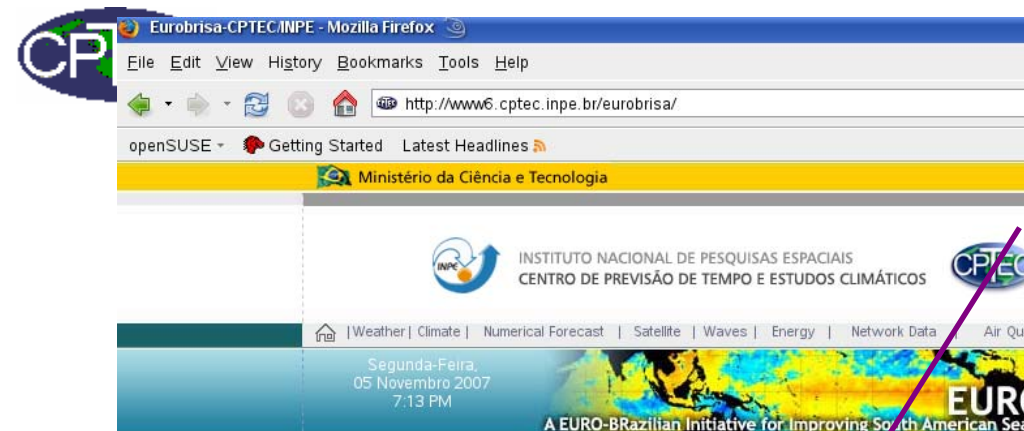 CPT
Eurobrisa-CPTEC/INPE - Mozilla Firefox
File Edit View History Bookmarks Tools Help
http://www6.cptec.inpe.br/eurobrisa/
openSUSE Getting Started Latest Headlines
Ministério da Ciência e Tecnologia
INPE
INSTITUTO NACIONAL DE PESQUISAS ESPACIAIS
CENTRO DE PREVISÃO DE TEMPO E ESTUDOS CLIMÁTICOS
CPTEC
| Weather | Climate | Numerical Forecast | Satellite | Waves | Energy | Network Data | Air Qu
Segunda-Feira,
05 Novembro 2007
7:13 PM
EURO
A EURO-BRazilian Initiative for Improving South American Sea